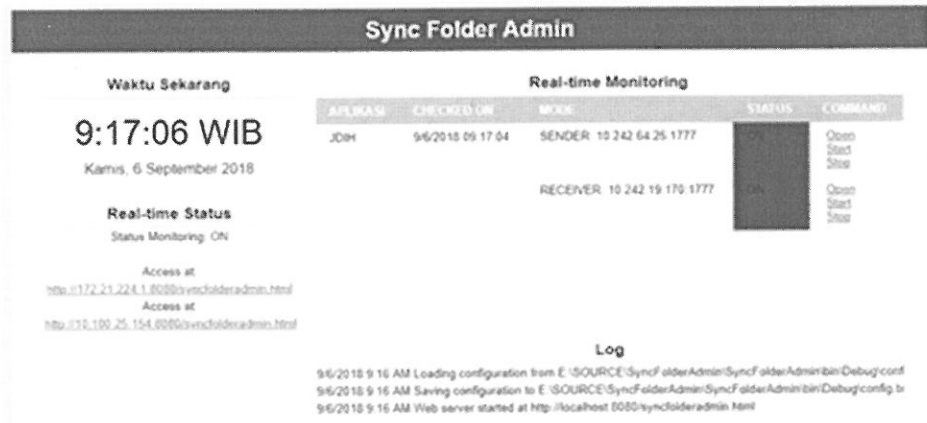 Sync Folder Admin
Waktu Sekarang
9:17:06 WIB
Kamis, 6 September 2018
Real-time Status
Status Monitoring: ON
Access at
http://172.21.224.1:8080/syncfolderadmin.html
Access at
http://10.100.25.154:8080/syncfolderadmin.html
Real-time Monitoring
APLIKASI CHECKED ON MODE STATUS COMMAND
JDIH 9/6/2018 09:17:04 SENDER: 10.242.64.25:1777 ON Open
Start
Stop
RECEIVER: 10.242.19.170:1777 ON Open
Start
Stop
Log
9/6/2018 9:16 AM Loading configuration from E:\SOURCE\SyncFolderAdmin\SyncFolderAdmin\bin\Debug\conf
9/6/2018 9:16 AM Saving configuration to E:\SOURCE\SyncFolderAdmin\SyncFolderAdmin\bin\Debug\config.b
9/6/2018 9:16 AM Web server started at http://localhost:8080/syncfolderadmin.html